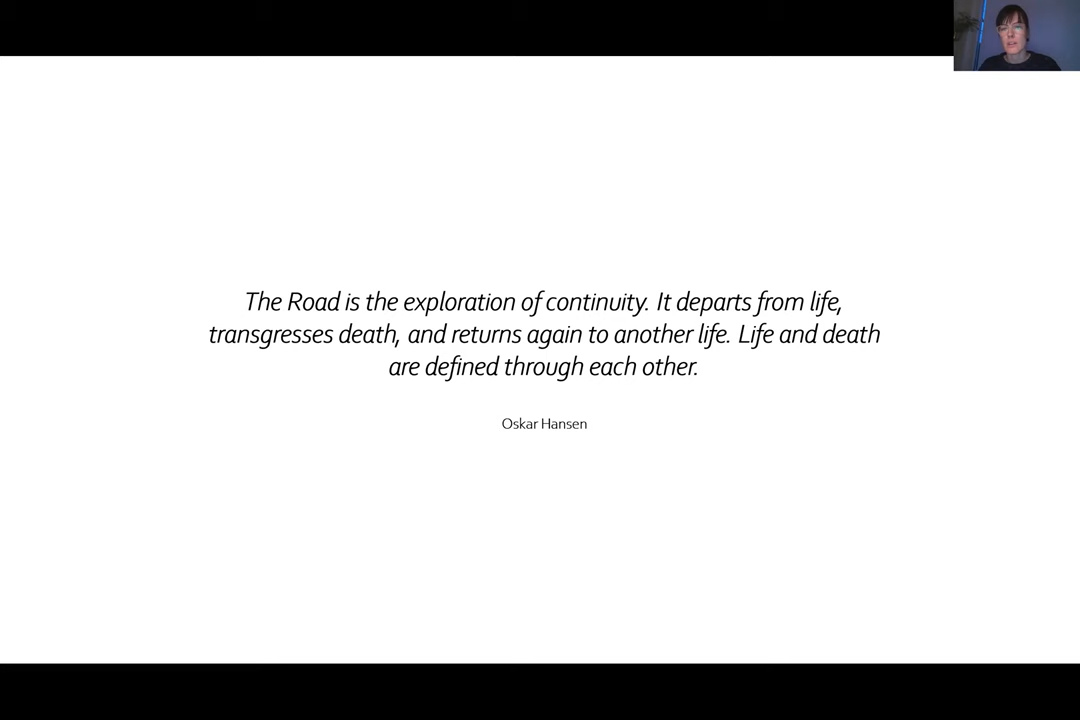 The Road is the exploration of continuity. It departs from life,
transgresses death, and returns again to another life. Life and death
are defined through each other.
Oskar Hansen